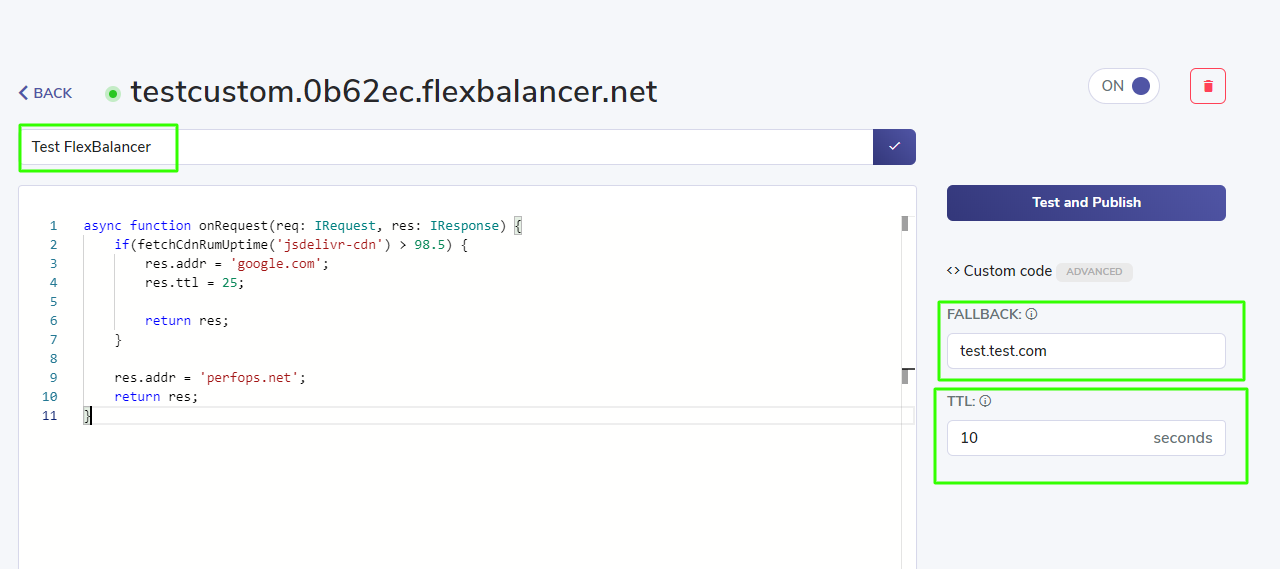 BACK
testcustom.0b62ec.flexbalancer.net
ON
Test FlexBalancer
Test and Publish
1 async function onRequest(req: IRequest, res: IResponse) {
2     if(fetchCdnRumUptime('jsdelivr-cdn') > 98.5) {
3         res.addr = 'google.com';
4         res.ttl = 25;
5
6         return res;
7     }
8
9     res.addr = 'perfops.net';
10     return res;
11 }
<> Custom code ADVANCED
FALLBACK:
test.test.com
TTL:
10 seconds